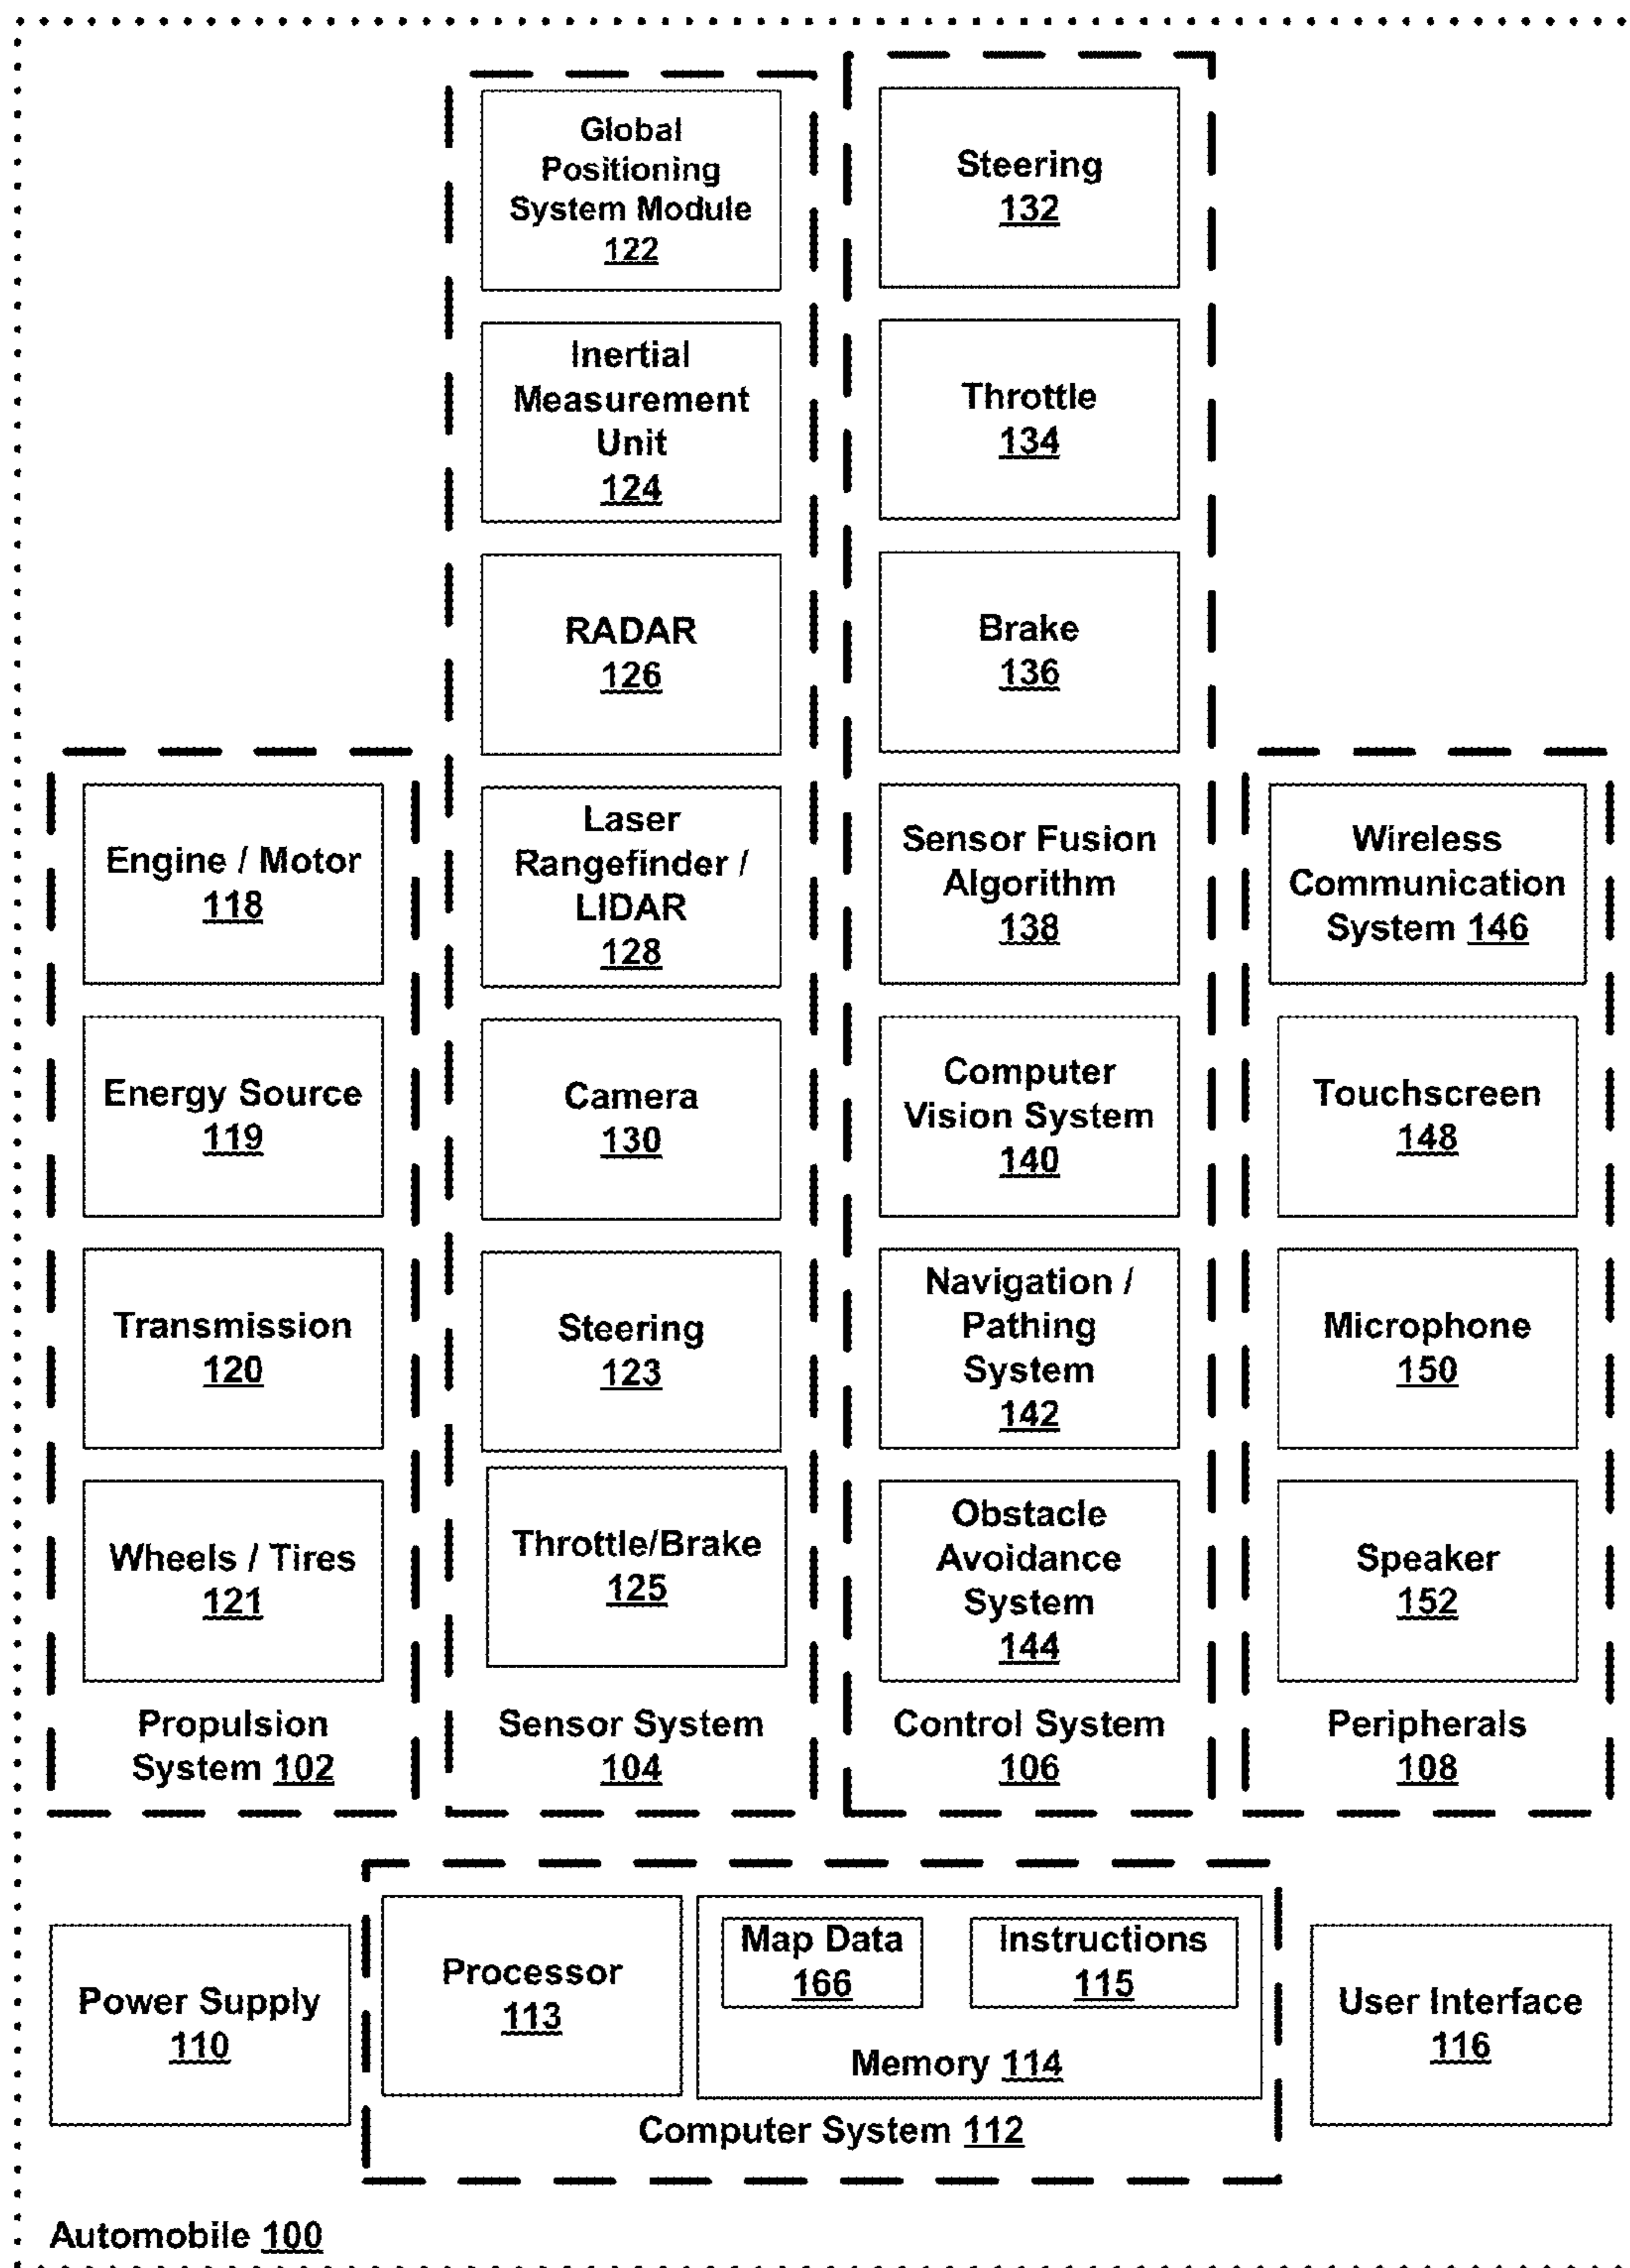 Global
Positioning
System Module
122
Inertial
Measurement
Unit
124
RADAR
126
Laser
Rangefinder /
LIDAR
128
Camera
130
Steering
123
Throttle/Brake
125
Sensor System
104
Steering
132
Throttle
134
Brake
136
Sensor Fusion
Algorithm
138
Computer
Vision System
140
Navigation /
Pathing
System
142
Obstacle
Avoidance
System
144
Control System
106
Engine / Motor
118
Energy Source
119
Transmission
120
Wheels / Tires
121
Propulsion
System 102
Wireless
Communication
System 146
Touchscreen
148
Microphone
150
Speaker
152
Peripherals
108
Power Supply
110
Processor
113
Map Data
166
Instructions
115
Memory 114
Computer System 112
User Interface
116
Automobile 100